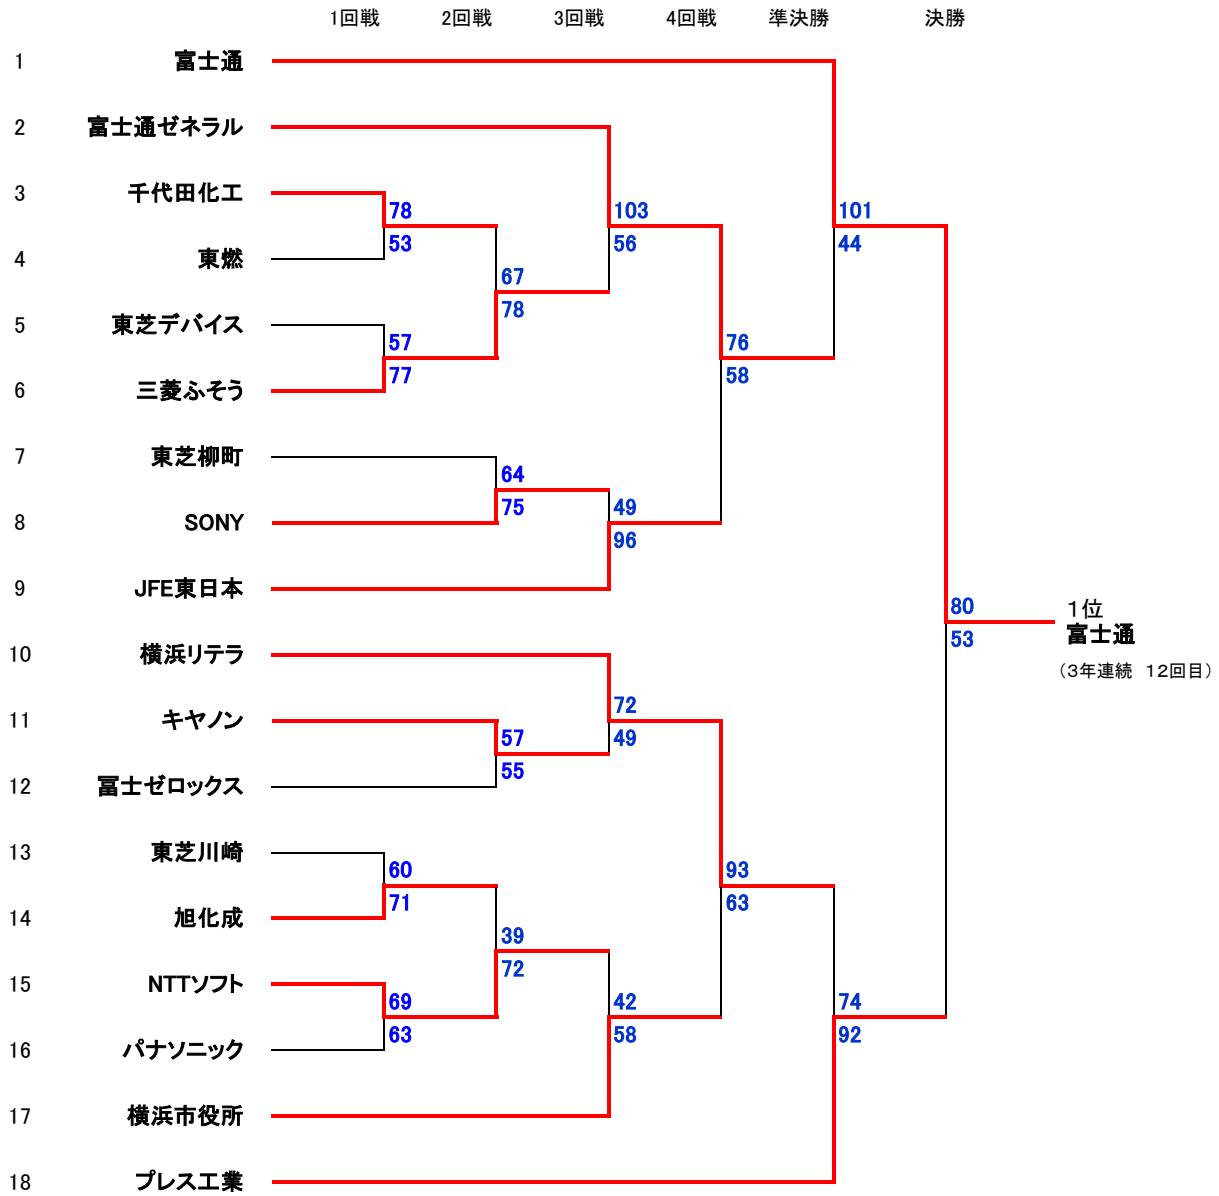 1回戦 2回戦 3回戦 4回戦 準決勝 決勝
1 富士通
2 富士通ゼネラル
3 千代田化工
78 103 101
53 56 44
4 東燃
67
78
5 東芝デバイス
57 76
77 58
6 三菱ふそう
7 東芝柳町
64
75 49
8 SONY
96
9 JFE東日本
80 1位
53 富士通
10 横浜リテラ
(3年連続 12回目)
72
11 キヤノン
57 49
55
12 冨士ゼロックス
13 東芝川崎
60 93
71 63
14 旭化成
39
72
15 NTTソフト
69 42 74
63 58 92
16 パナソニック
17 横浜市役所
18 プレス工業